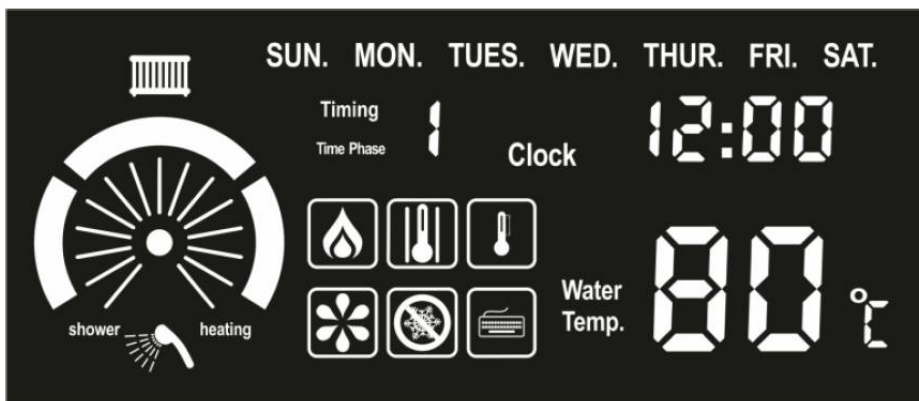 SUN. MON. TUES. WED. THUR. FRI. SAT.
Timing
Time Phase
1
Clock
12:00
Water
Temp.
80
°C
shower
heating